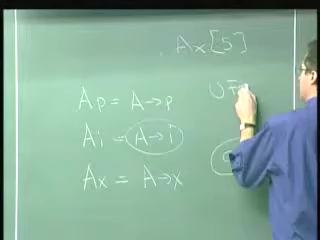 Ax[5]
Ap = A→p
Ai = A→i
Ax = A→x